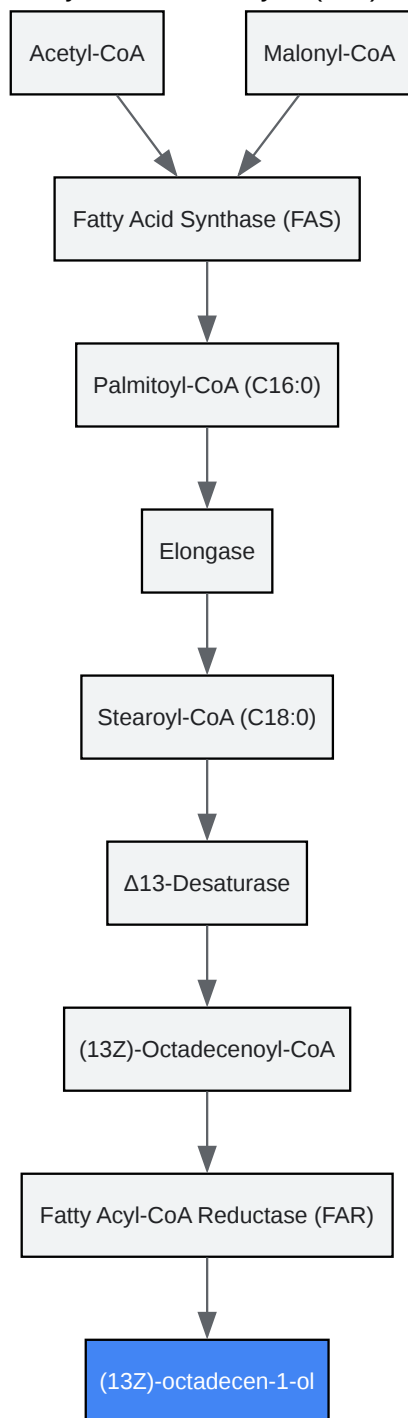 Acetyl-CoA
Malonyl-CoA
Fatty Acid Synthase (FAS)
Palmitoyl-CoA (C16:0)
Elongase
Stearoyl-CoA (C18:0)
Δ13-Desaturase
(13Z)-Octadecenoyl-CoA
Fatty Acyl-CoA Reductase (FAR)
(13Z)-octadecen-1-ol